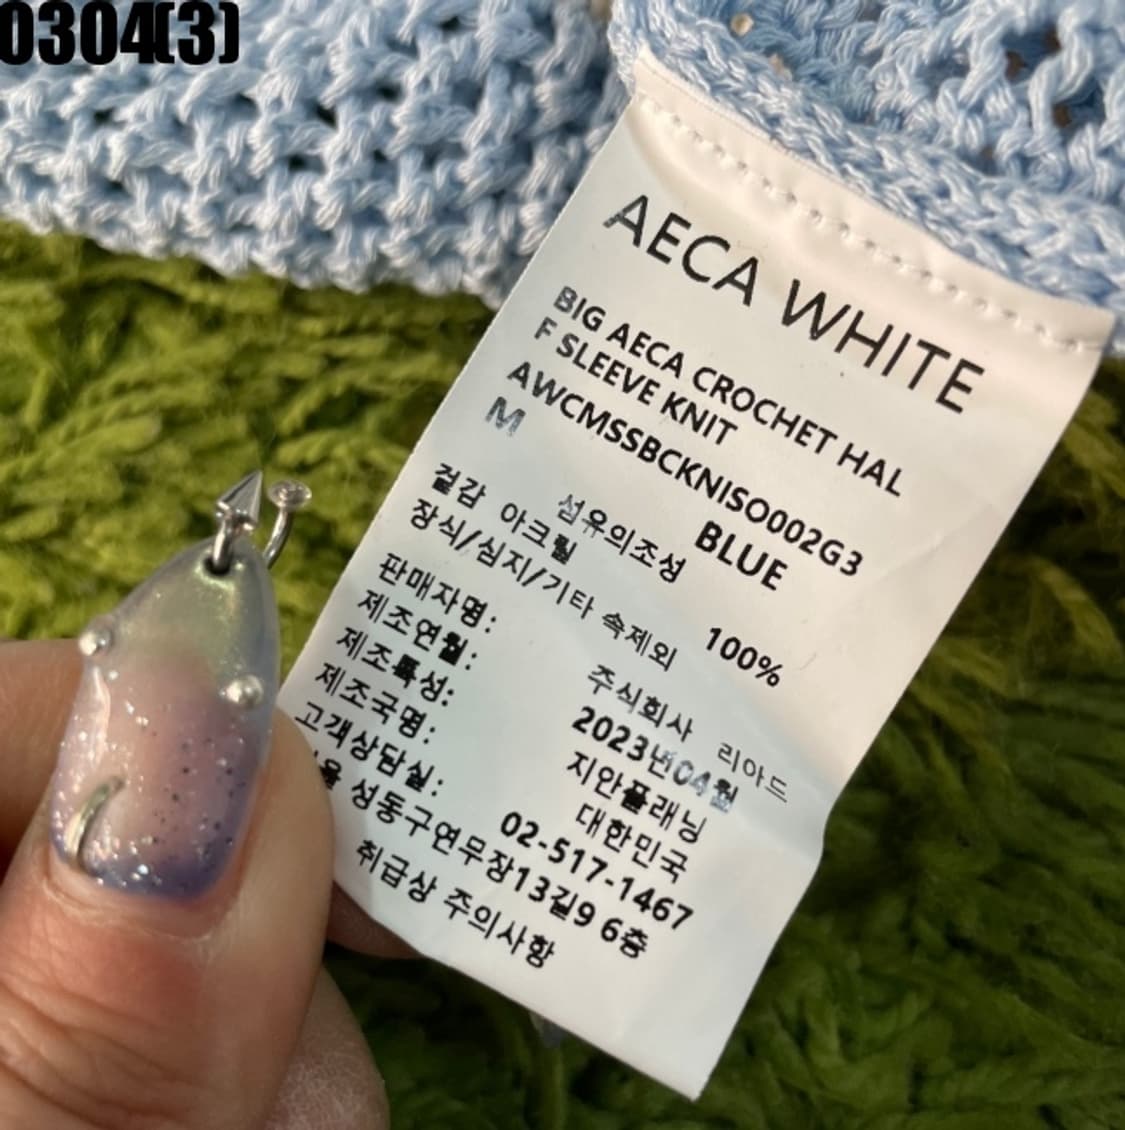 0304(3)
AECA WHITE
BIG AECA CROCHET HAL
F SLEEVE KNIT
AWCMSSBCKNISO002G3
M BLUE
섬유의조성
겉감 아크릴 100%
장식/심지/기타 속제외
판매자명: 주식회사 리아드
제조연월: 2023년04월
제조특성: 지안플래닝
제조국명: 대한민국
고객상담실: 02-517-1467
성동구연무장13길9 6층
취급상 주의사항